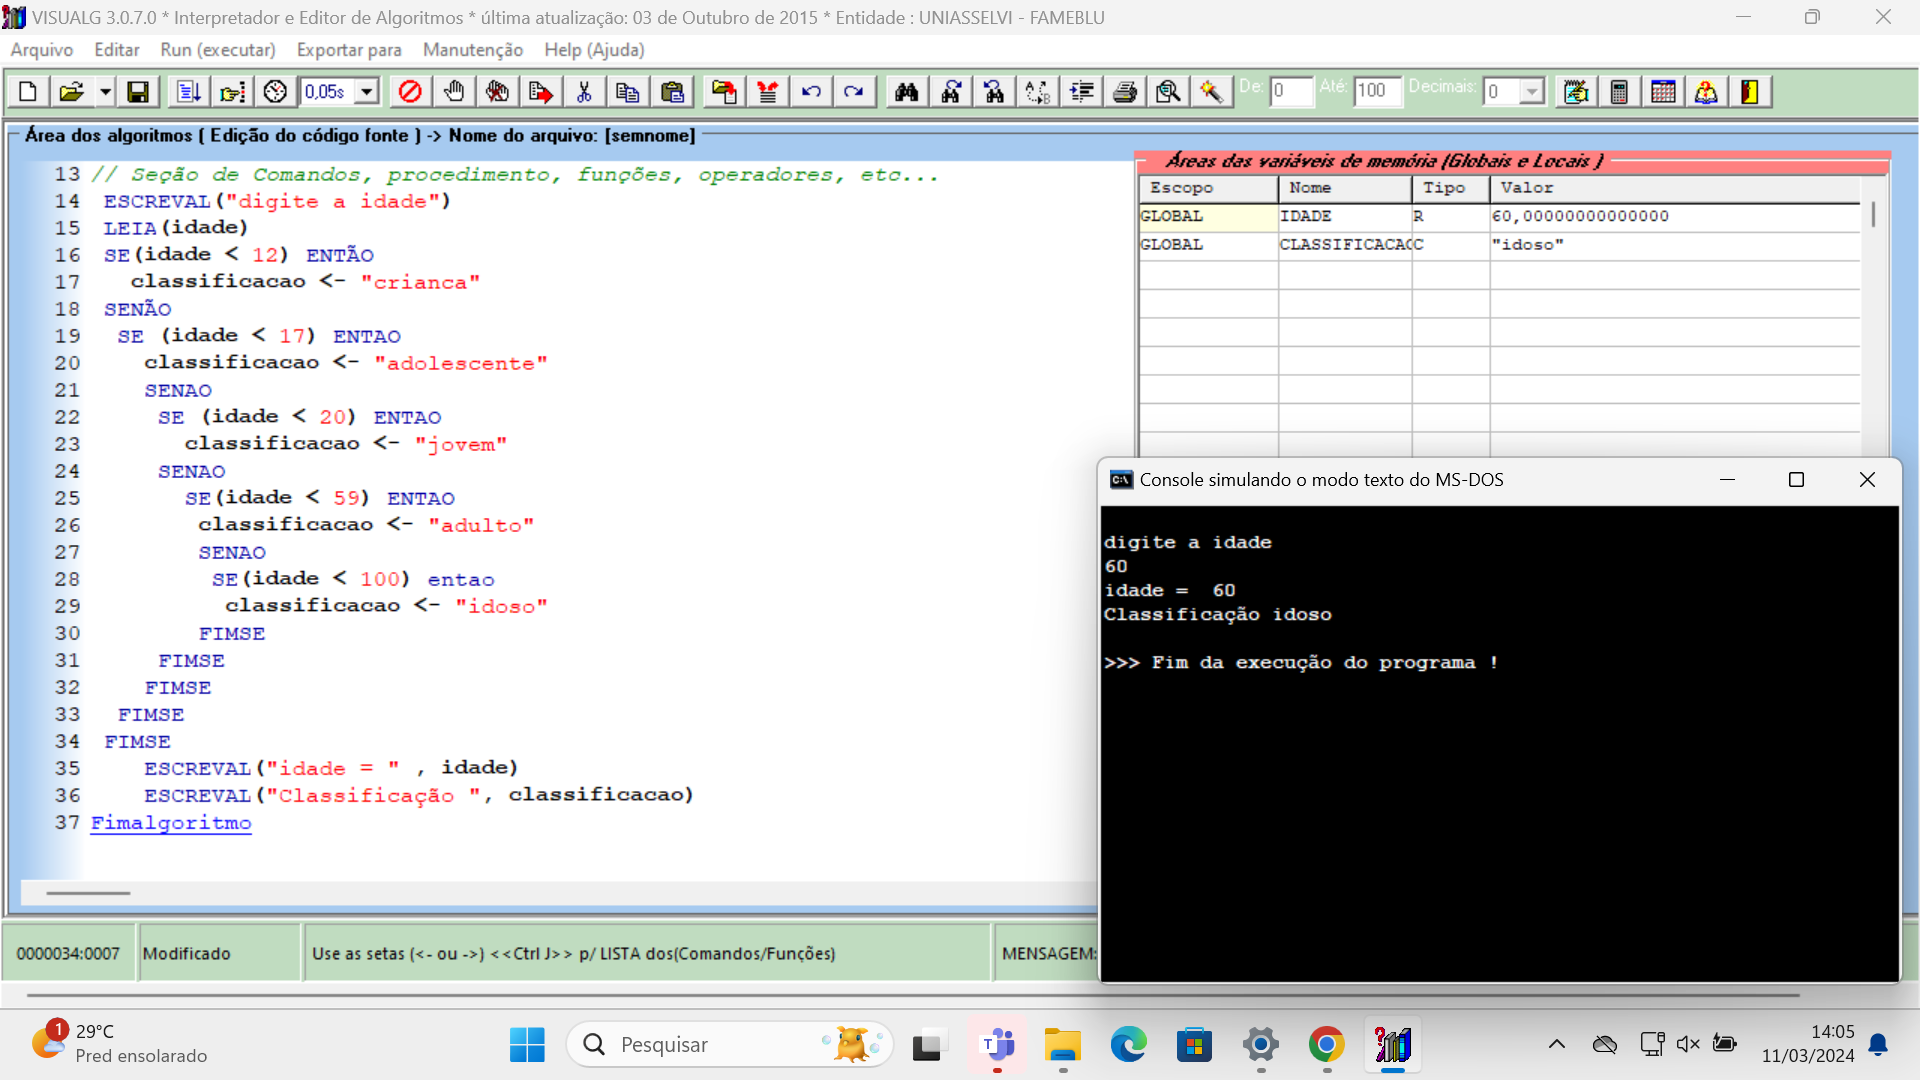 VISUALG 3.0.7.0 * Interpretador e Editor de Algoritmos * última atualização: 03 de Outubro de 2015 * Entidade : UNIASSELVI - FAMEBLU
Arquivo Editar Run (executar) Exportar para Manutenção Help (Ajuda)
0,05s De: 0 Até: 100 Decimais: 0
Área dos algoritmos ( Edição do código fonte ) -> Nome do arquivo: [semnome]
13 // Seção de Comandos, procedimento, funções, operadores, etc...
14 ESCREVAL("digite a idade")
15 LEIA(idade)
16 SE(idade < 12) ENTÃO
17 classificacao <- "crianca"
18 SENÃO
19 SE (idade < 17) ENTAO
20 classificacao <- "adolescente"
21 SENAO
22 SE (idade < 20) ENTAO
23 classificacao <- "jovem"
24 SENAO
25 SE(idade < 59) ENTAO
26 classificacao <- "adulto"
27 SENAO
28 SE(idade < 100) entao
29 classificacao <- "idoso"
30 FIMSE
31 FIMSE
32 FIMSE
33 FIMSE
34 FIMSE
35 ESCREVAL("idade = " , idade)
36 ESCREVAL("Classificação ", classificacao)
37 Fimalgoritmo
Áreas das variáveis de memória (Globais e Locais )
Escopo Nome Tipo Valor
GLOBAL IDADE R 60,00000000000000
GLOBAL CLASSIFICACAO C "idoso"
Console simulando o modo texto do MS-DOS
digite a idade
60
idade = 60
Classificação idoso
>>> Fim da execução do programa !
0000034:0007 Modificado Use as setas (<- ou ->) <<Ctrl J>> p/ LISTA dos(Comandos/Funções) MENSAGEM:
1
29°C
Pred ensolarado
Pesquisar
14:05
11/03/2024